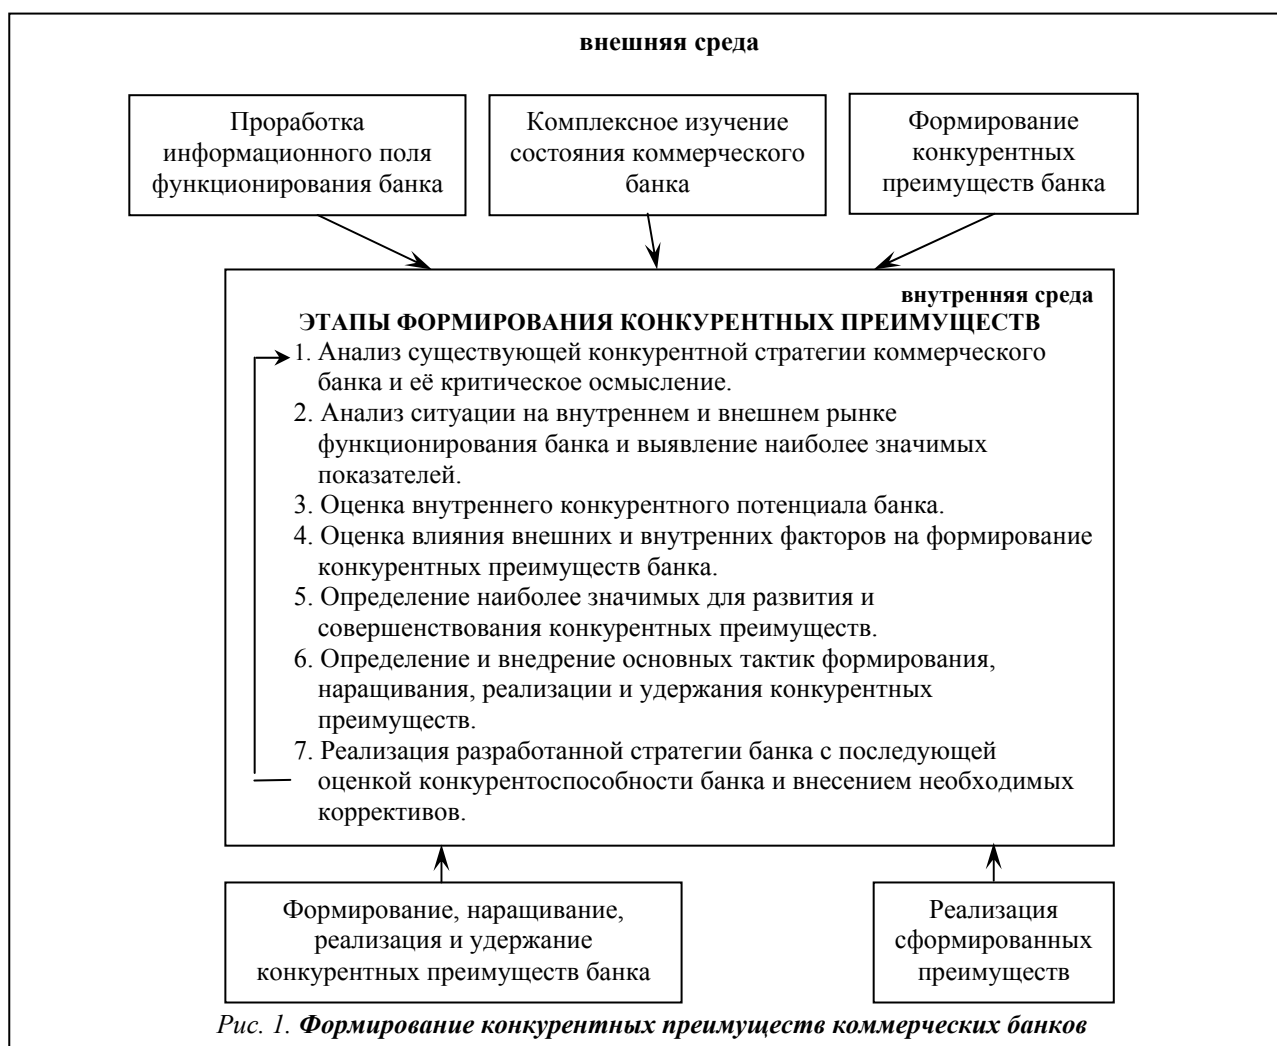 внешняя среда
Проработка
информационного поля
функционирования банка
Комплексное изучение
состояния коммерческого
банка
Формирование
конкурентных
преимуществ банка
внутренняя среда
ЭТАПЫ ФОРМИРОВАНИЯ КОНКУРЕНТНЫХ ПРЕИМУЩЕСТВ
1. Анализ существующей конкурентной стратегии коммерческого
банка и её критическое осмысление.
2. Анализ ситуации на внутреннем и внешнем рынке
функционирования банка и выявление наиболее значимых
показателей.
3. Оценка внутреннего конкурентного потенциала банка.
4. Оценка влияния внешних и внутренних факторов на формирование
конкурентных преимуществ банка.
5. Определение наиболее значимых для развития и
совершенствования конкурентных преимуществ.
6. Определение и внедрение основных тактик формирования,
наращивания, реализации и удержания конкурентных
преимуществ.
7. Реализация разработанной стратегии банка с последующей
оценкой конкурентоспособности банка и внесением необходимых
коррективов.
Формирование, наращивание,
реализация и удержание
конкурентных преимуществ банка
Реализация
сформированных
преимуществ
Рис. 1. Формирование конкурентных преимуществ коммерческих банков